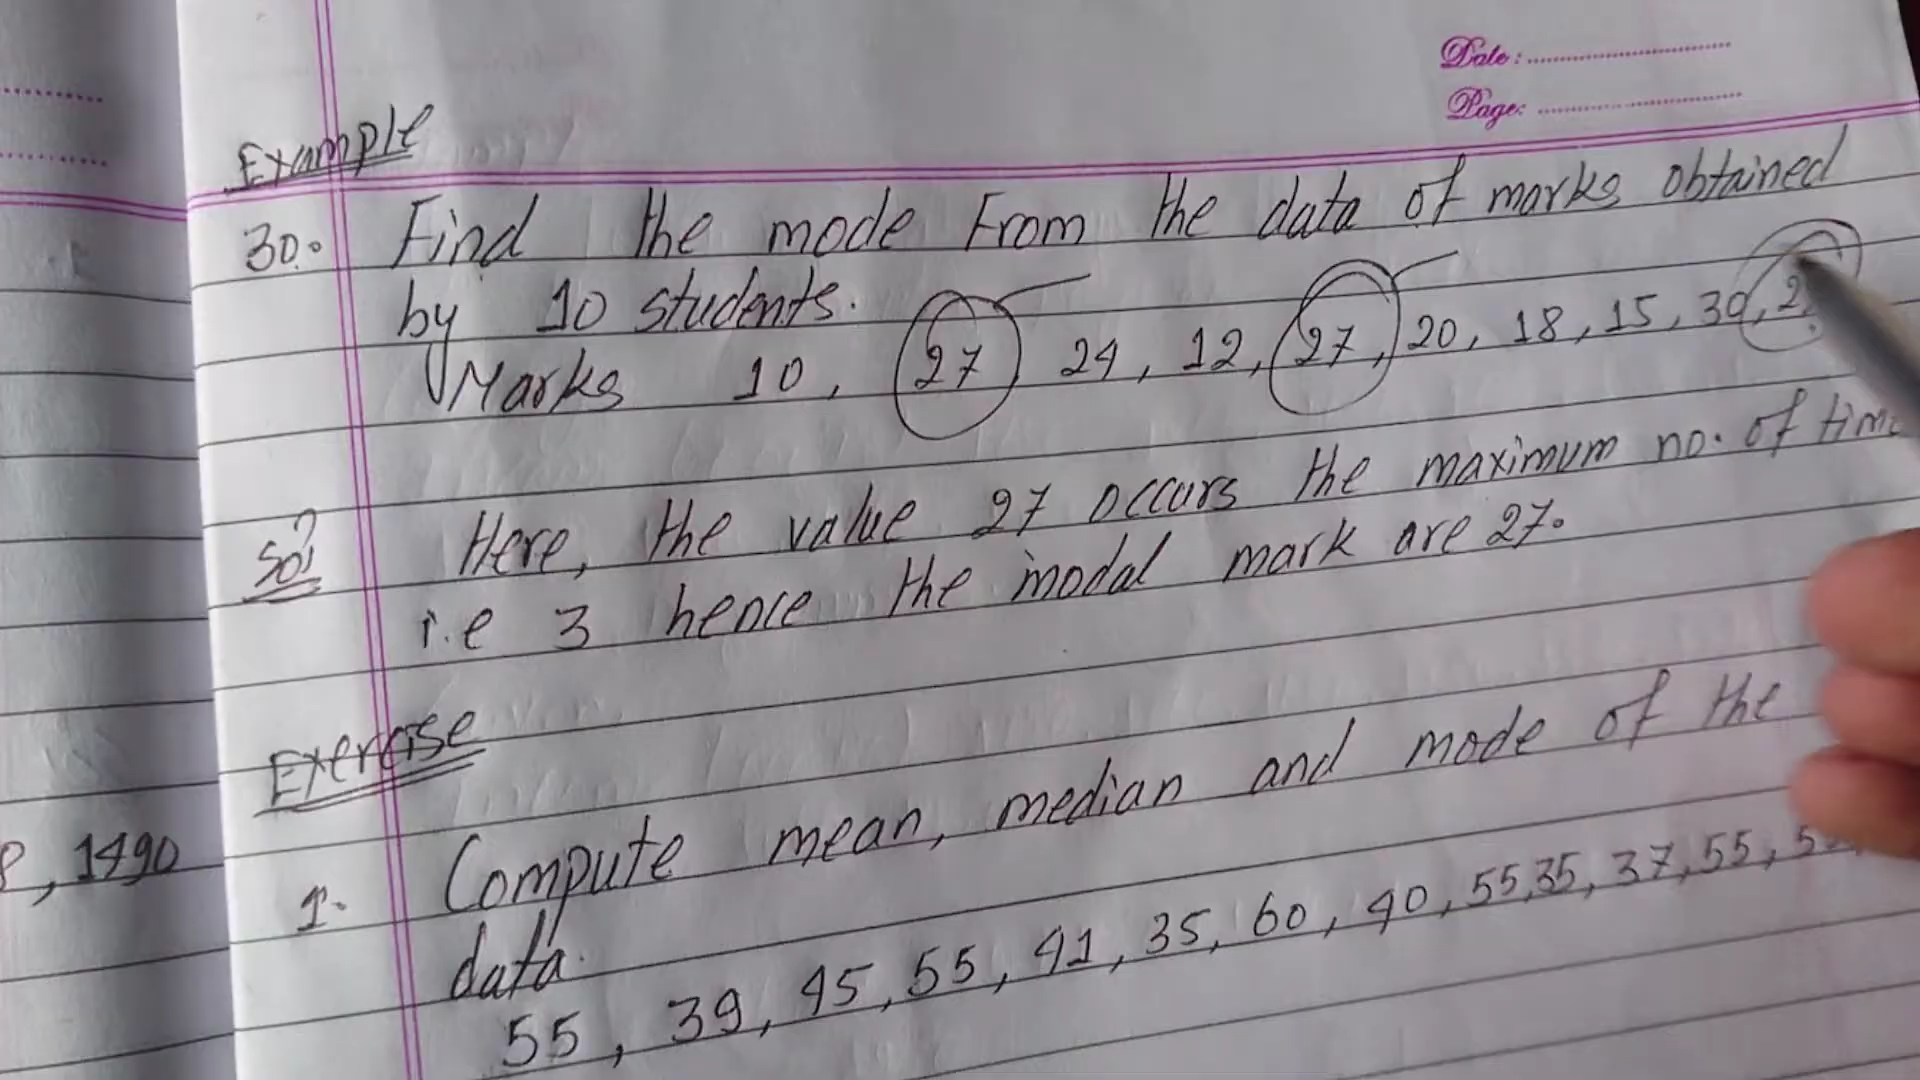 Date:
Page:
Example
30. Find the mode From the data of marks obtained
by 10 students.
Marks 10, 27, 24, 12, 27, 20, 18, 15, 30,
Sol? Here, the value 27 occurs the maximum no. of
i.e 3 hence the modal mark are 27.
Exercise
1. Compute mean, median and mode of the
data.
55, 39, 45, 55, 41, 35, 60, 40, 55, 35, 37, 55,
, 1490